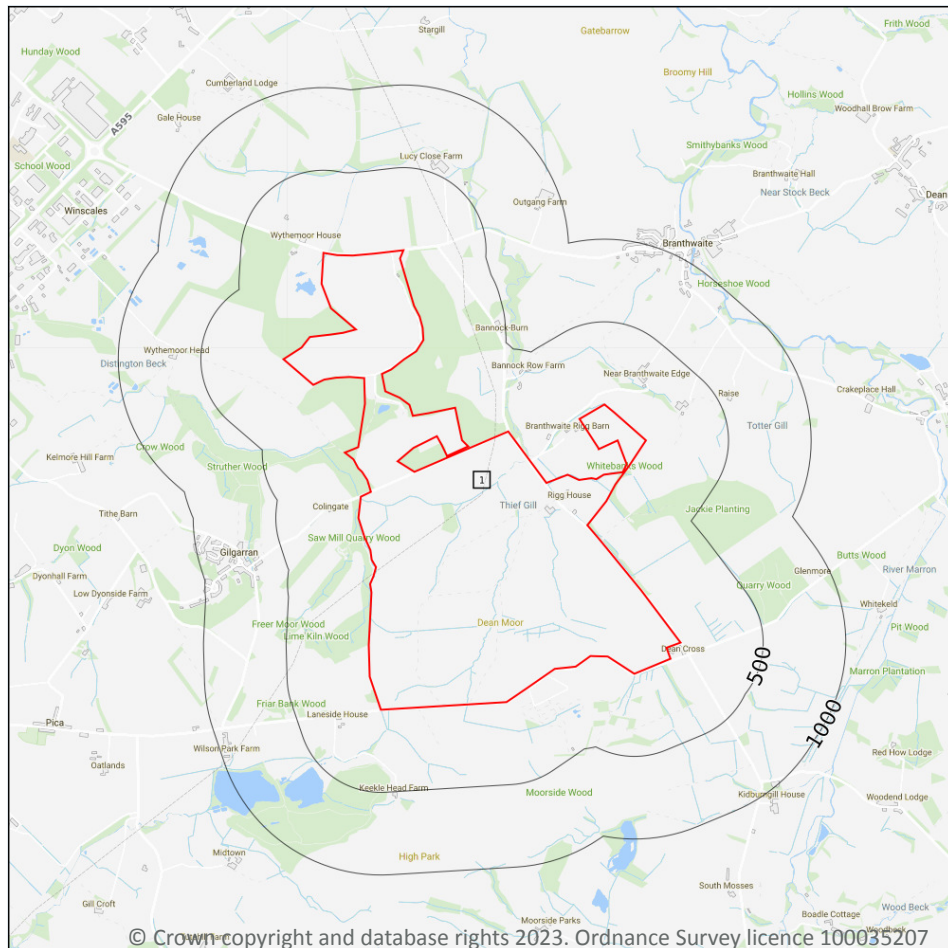 Stargill
Frith Wood
Gatebarrow
Hunday Wood
Broomy Hill
Cumberland Lodge
Hollins Wood
A595
Gale House
Woodhall Brow Farm
Smithybanks Wood
School Wood
Lucy Close Farm
Branthwaite Hall
Near Stock Beck
Dean
Outgang Farm
Winscales
Wythemoor House
Branthwaite
Horseshoe Wood
Bannock-Burn
Wythemoor Head
Distington Beck
Bannock Row Farm
Near Branthwaite Edge
Raise
Crakeplace Hall
Branthwaite Rigg Barn
Totter Gill
Crow Wood
Kelmore Hill Farm
Struther Wood
Whitebanks Wood
1
Rigg House
Colingate
Thief Gill
Jackie Planting
Tithe Barn
Saw Mill Quarry Wood
Dyon Wood
Gilgarran
Butts Wood
Glenmore
River Marron
Dyonhall Farm
Quarry Wood
Low Dyonside Farm
Whitekeld
Freer Moor Wood
Dean Moor
Pit Wood
Lime Kiln Wood
Dean Cross
500
Marron Plantation
Friar Bank Wood
Laneside House
1000
Pica
Wilson Park Farm
Red How Lodge
Oatlands
Keekle Head Farm
Moorside Wood
Kidburngill House
Woodend Lodge
Midtown
High Park
South Mosses
Gill Croft
Wood Beck
Moorside Parks
Boadle Cottage
Wendbeck
© Crown copyright and database rights 2023. Ordnance Survey licence 100035207